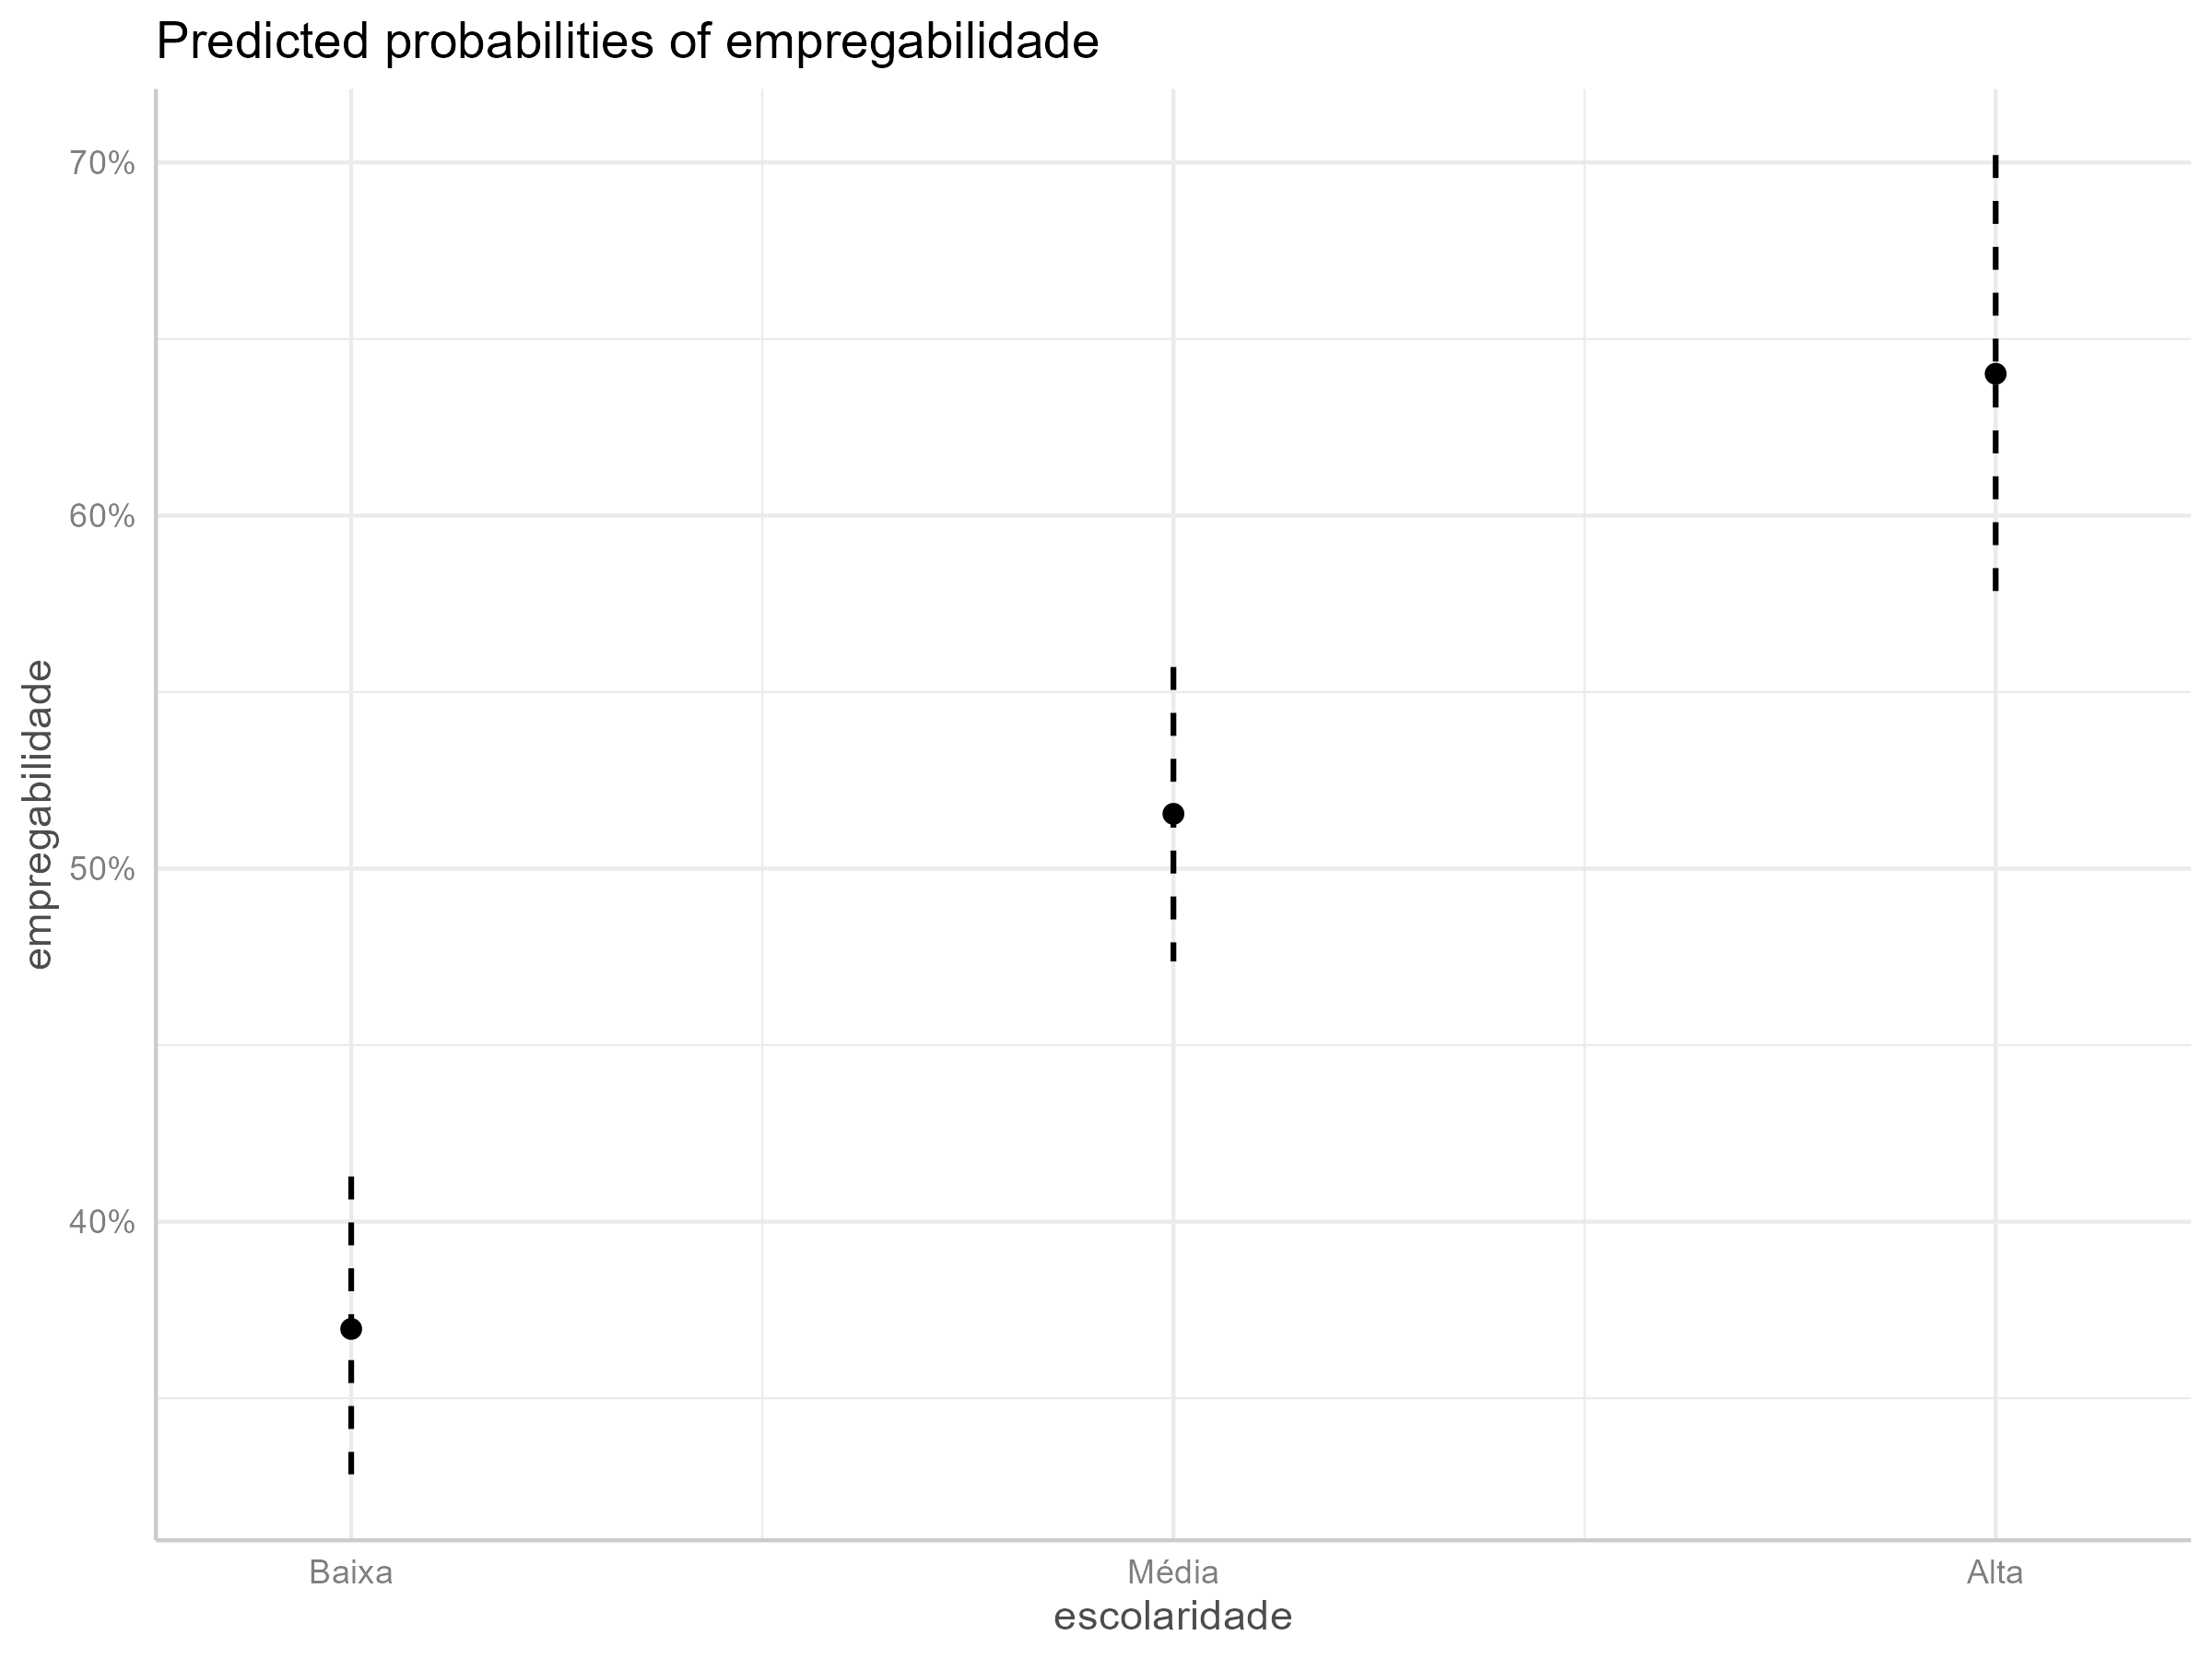 Predicted probabilities of empregabilidade
70%
60%
50%
40%
empregabilidade
Baixa Média Alta
escolaridade